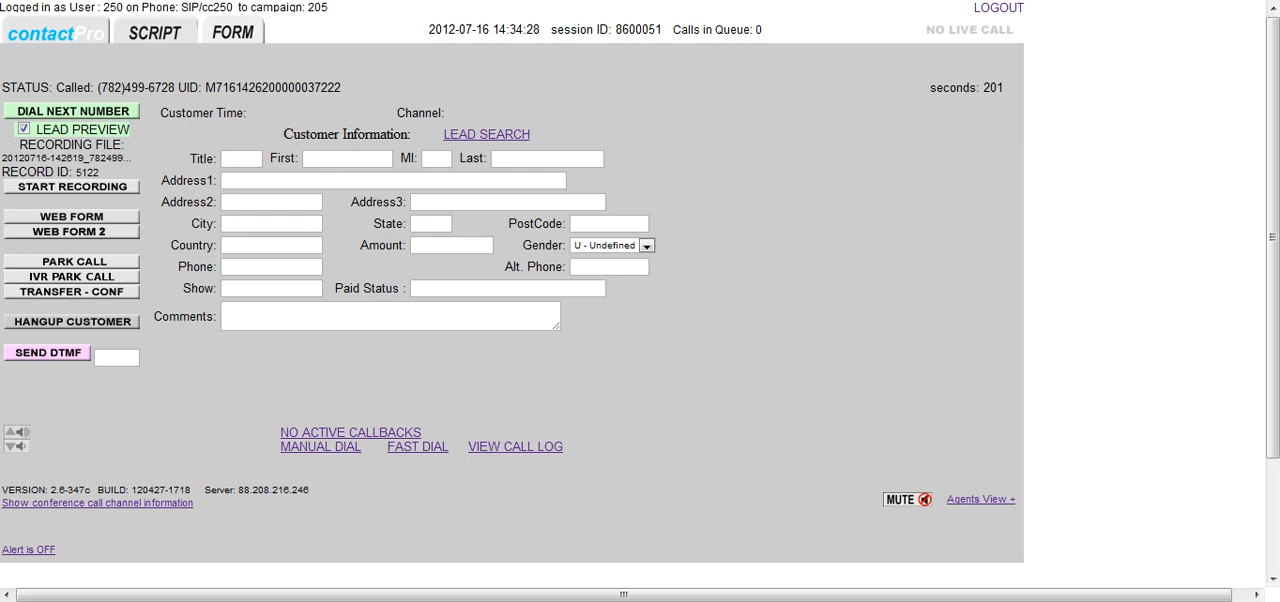 Logged in as User : 250 on Phone: SIP/cc250 to campaign: 205
LOGOUT
contactPro
SCRIPT
FORM
2012-07-16 14:34:28 session ID: 8600051 Calls in Queue: 0
NO LIVE CALL
STATUS: Called: (782)499-6728 UID: M7161426200000037222
seconds: 201
DIAL NEXT NUMBER
LEAD PREVIEW
RECORDING FILE:
20120716-142619_782499...
RECORD ID: 5122
START RECORDING
WEB FORM
WEB FORM 2
PARK CALL
IVR PARK CALL
TRANSFER - CONF
HANGUP CUSTOMER
SEND DTMF
Customer Time: Channel:
Customer Information: LEAD SEARCH
Title: First: MI: Last:
Address1:
Address2: Address3:
City: State: PostCode:
Country: Amount: Gender: U - Undefined
Phone: Alt. Phone:
Show: Paid Status :
Comments:
NO ACTIVE CALLBACKS
MANUAL DIAL FAST DIAL VIEW CALL LOG
VERSION: 2.6-347c BUILD: 120427-1718 Server: 88.208.216.246
Show conference call channel information
MUTE
Agents View +
Alert is OFF